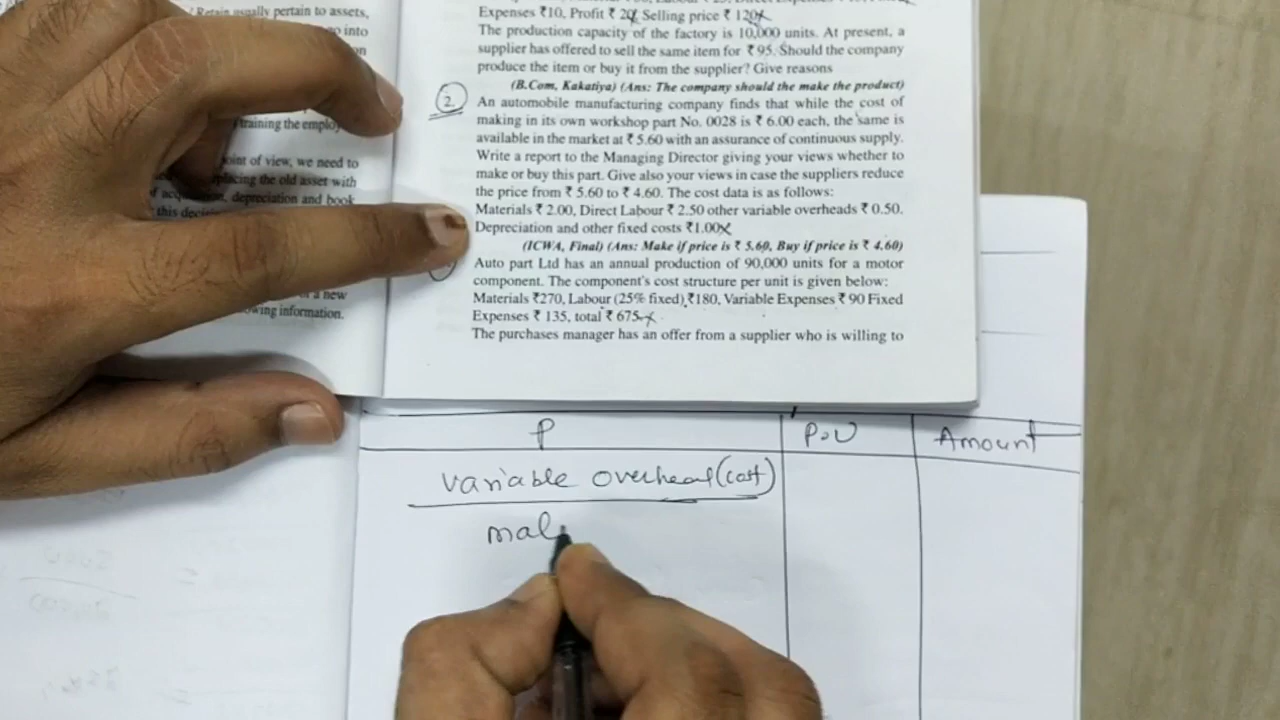 Retain usually pertain to assets,
into
training the employ
point of view, we need to
placing the old asset with
depreciation and book
this
a new
owing information.
Expenses ₹10, Profit ₹ 20 Selling price ₹ 120
The production capacity of the factory is 10,000 units. At present, a
supplier has offered to sell the same item for ₹ 95. Should the company
produce the item or buy it from the supplier? Give reasons
(B.Com, Kakatiya) (Ans: The company should the make the product)
2
An automobile manufacturing company finds that while the cost of
making in its own workshop part No. 0028 is ₹ 6.00 each, the same is
available in the market at ₹ 5.60 with an assurance of continuous supply.
Write a report to the Managing Director giving your views whether to
make or buy this part. Give also your views in case the suppliers reduce
the price from ₹ 5.60 to ₹ 4.60. The cost data is as follows:
Materials ₹ 2.00, Direct Labour ₹ 2.50 other variable overheads ₹ 0.50.
Depreciation and other fixed costs ₹1.00
(ICWA, Final) (Ans: Make if price is ₹ 5.60, Buy if price is ₹ 4.60)
Auto part Ltd has an annual production of 90,000 units for a motor
component. The component's cost structure per unit is given below:
Materials ₹270, Labour (25% fixed) ₹180, Variable Expenses ₹ 90 Fixed
Expenses ₹ 135, total ₹ 675
The purchases manager has an offer from a supplier who is willing to
P P.U Amount
variable overhead (cost)